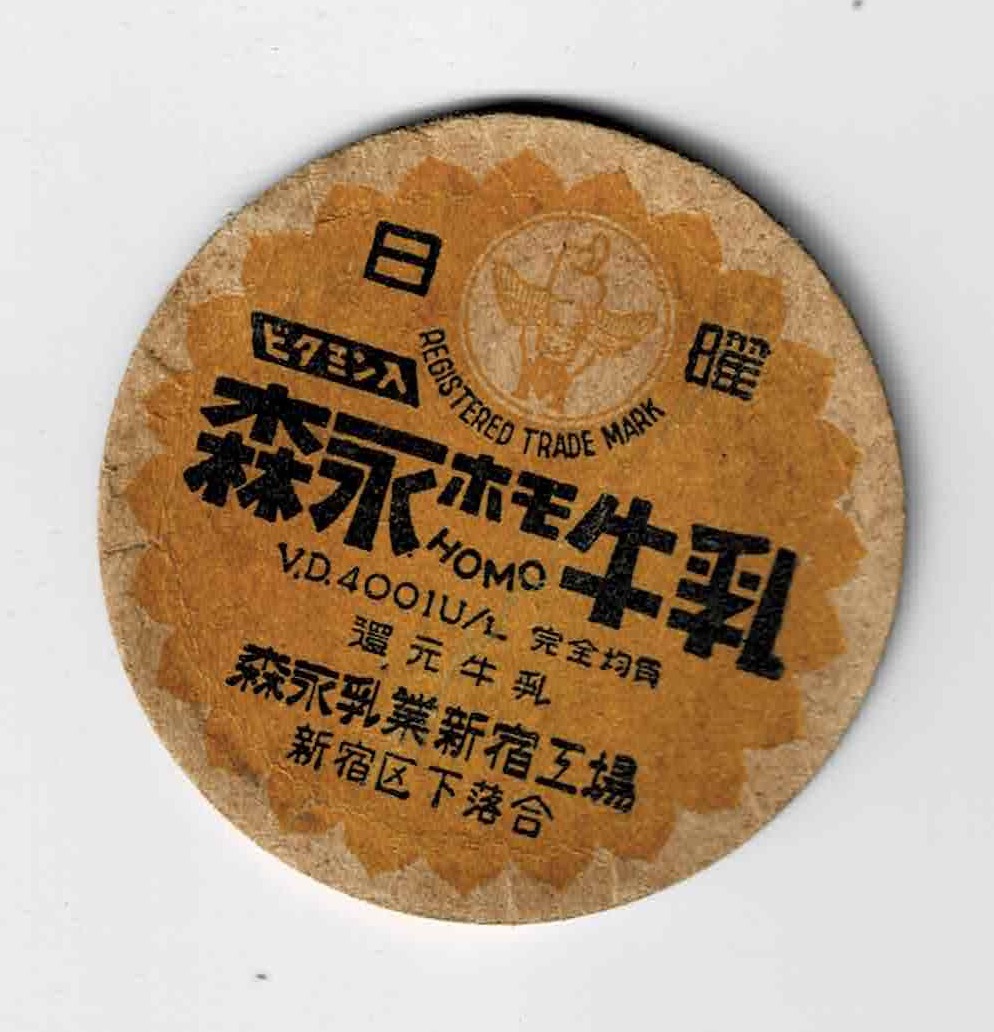 日曜
REGISTERED TRADE MARK
ビタミン入
森永ホモ牛乳
HOMO
V.D.400IU/L 完全均質
還元牛乳
森永乳業新宿工場
新宿区下落合